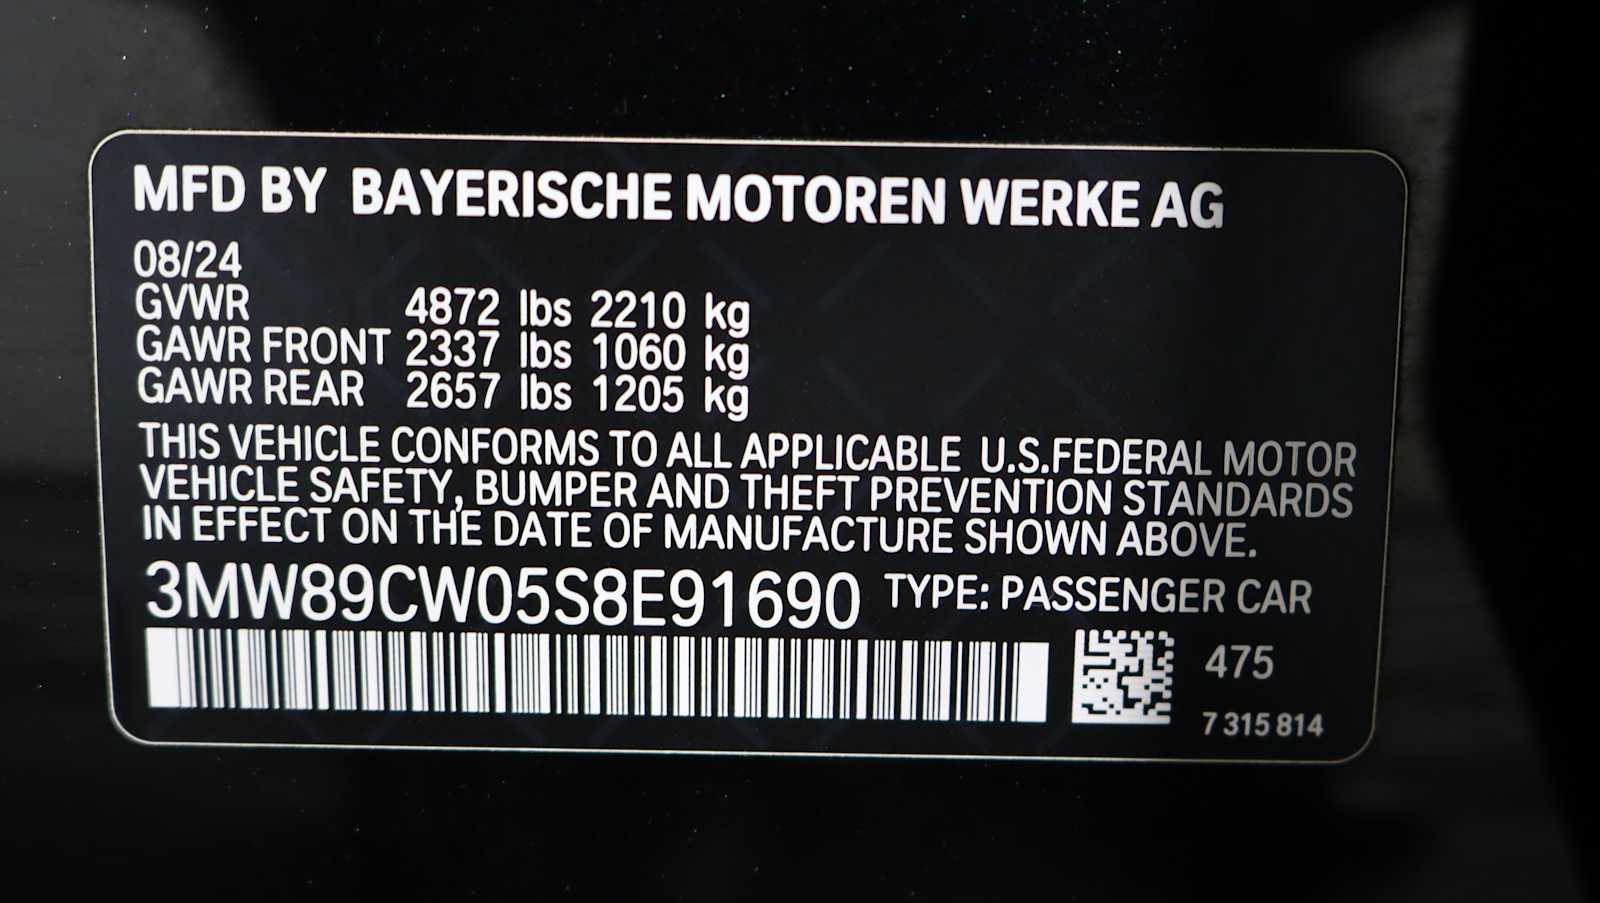 MFD BY BAYERISCHE MOTOREN WERKE AG
08/24
GVWR 4872 lbs 2210 kg
GAWR FRONT 2337 lbs 1060 kg
GAWR REAR 2657 lbs 1205 kg
THIS VEHICLE CONFORMS TO ALL APPLICABLE U.S.FEDERAL MOTOR
VEHICLE SAFETY, BUMPER AND THEFT PREVENTION STANDARDS
IN EFFECT ON THE DATE OF MANUFACTURE SHOWN ABOVE.
3MW89CW05S8E91690 TYPE: PASSENGER CAR
475
7 315 814